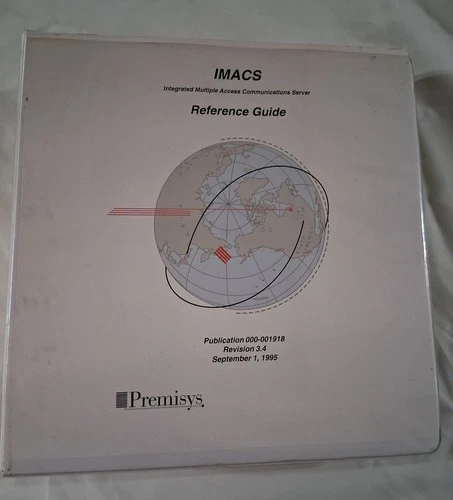 IMACS
Integrated Multiple Access Communications Server
Reference Guide
Publication 000-001918
Revision 3.4
September 1, 1995
Premisys